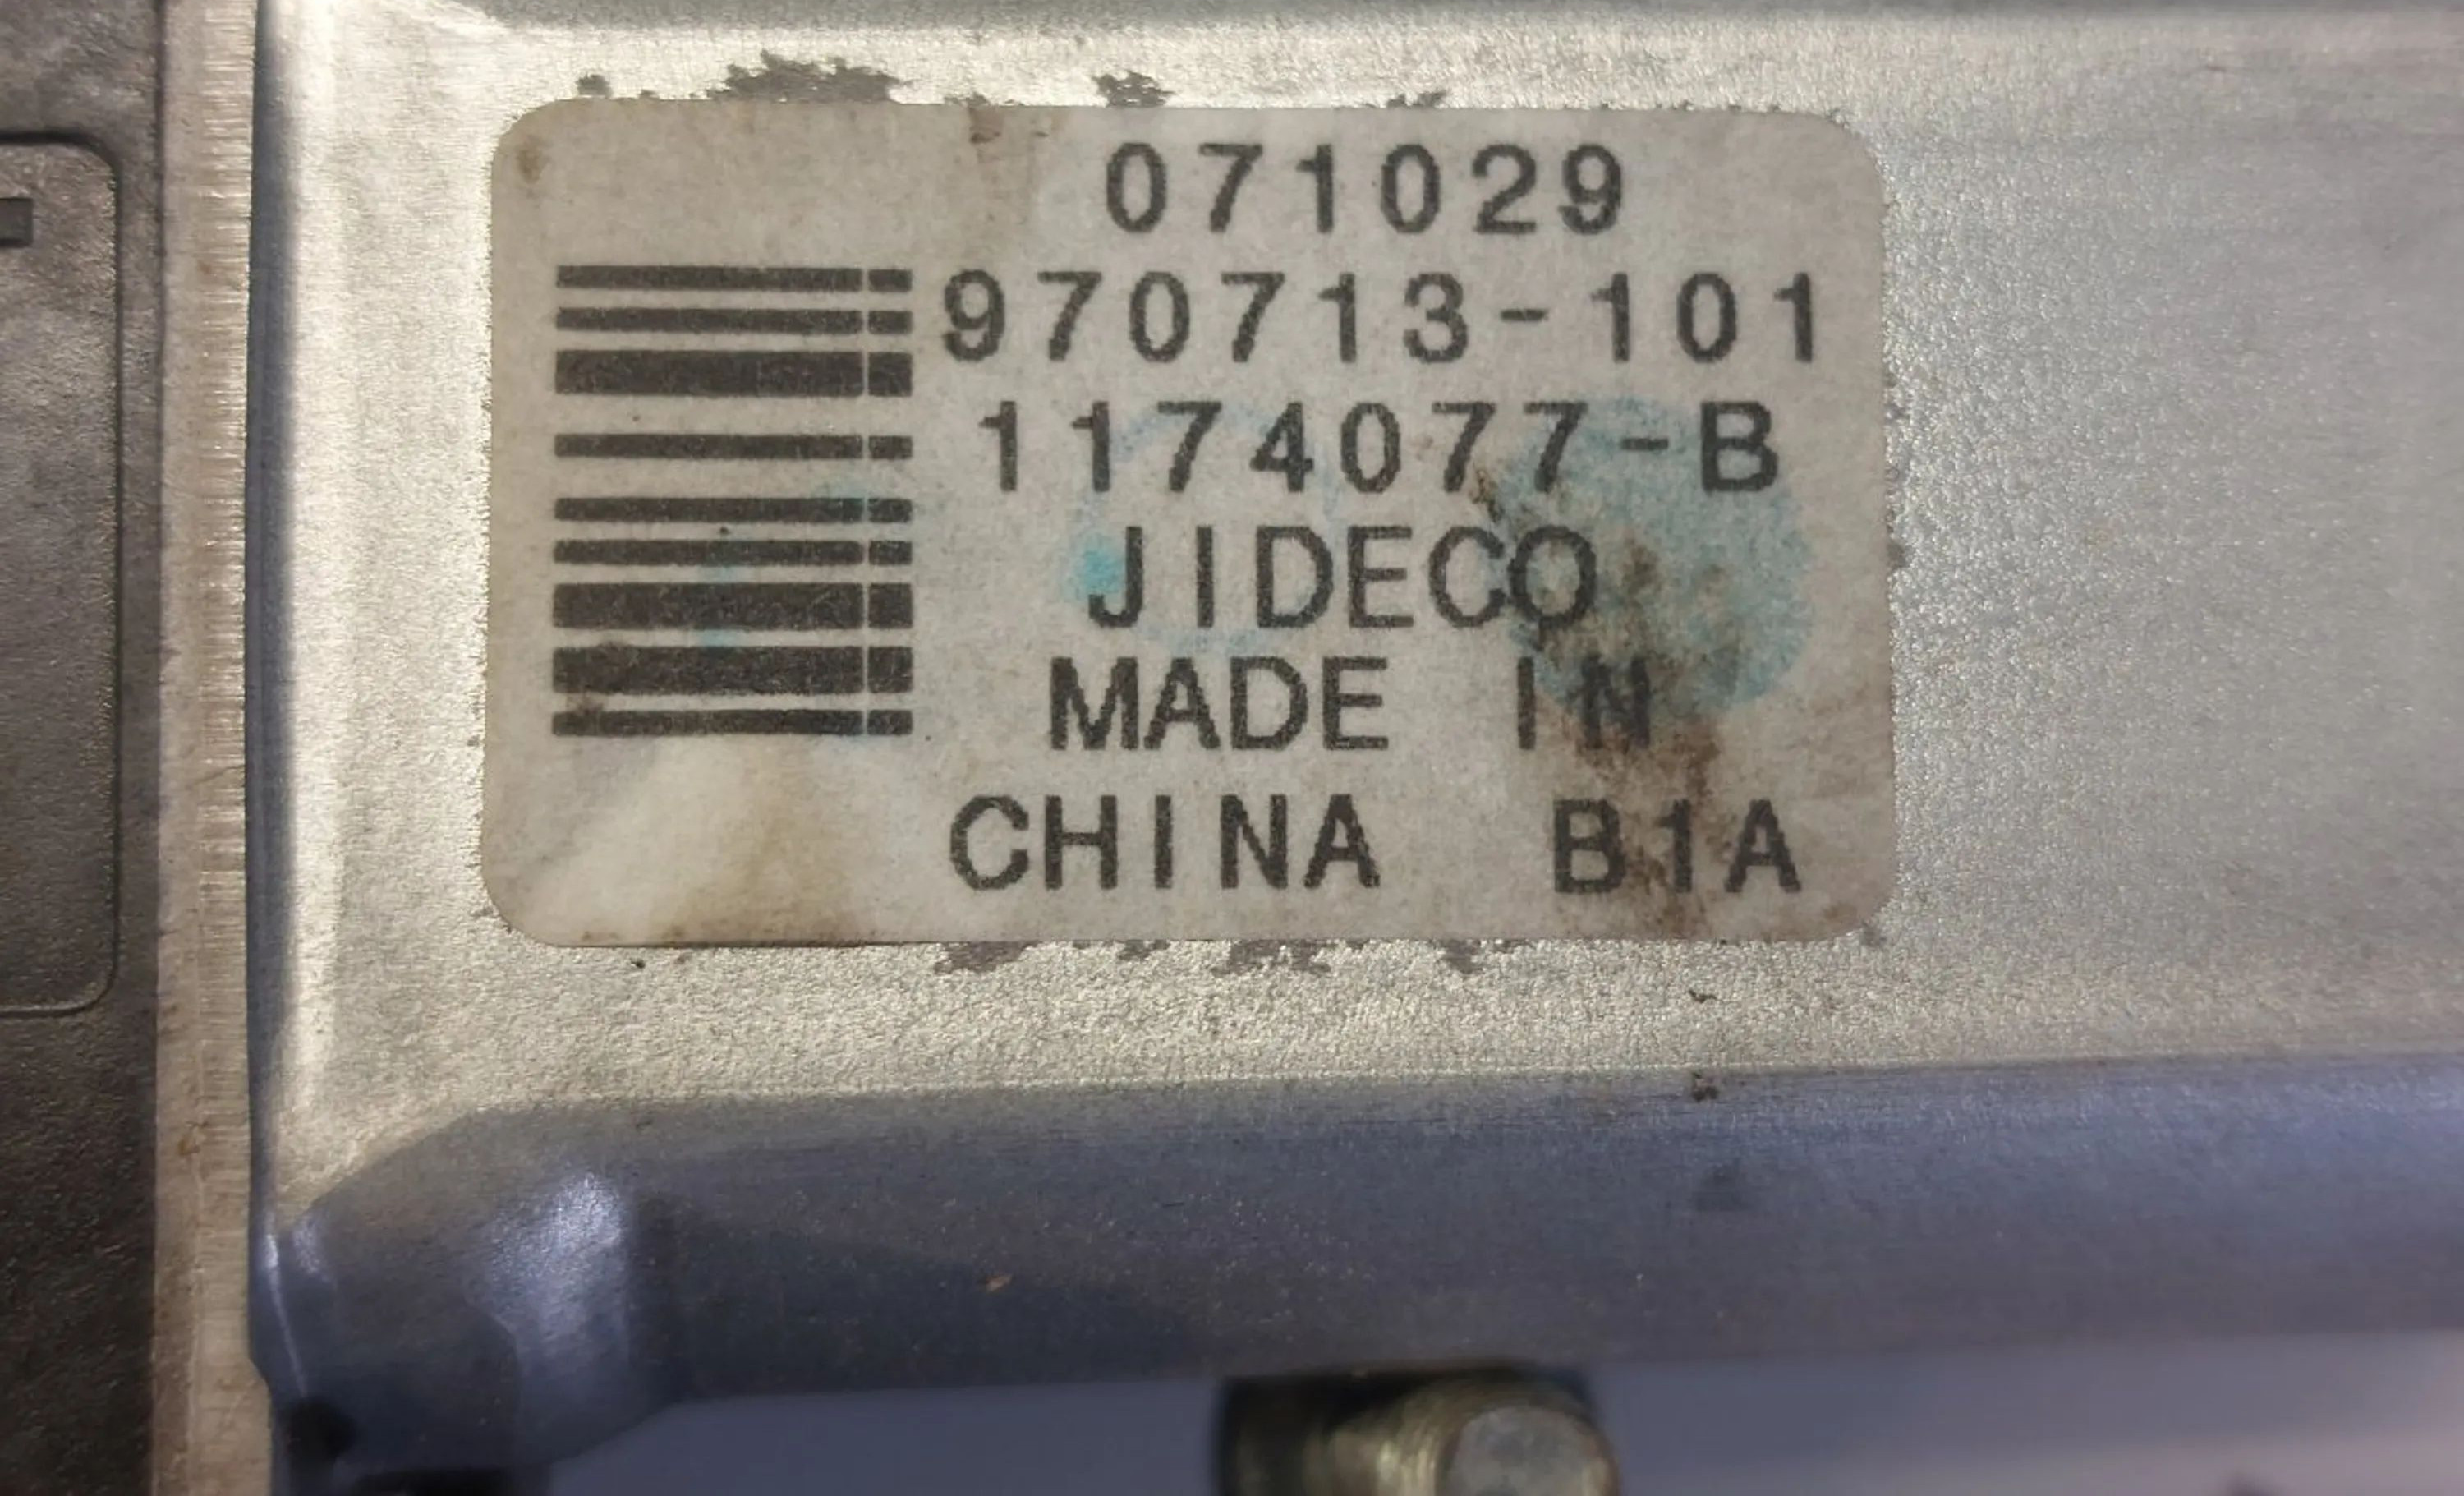 071029
970713-101
1174077-B
JIDECO
MADE IN
CHINA B1A